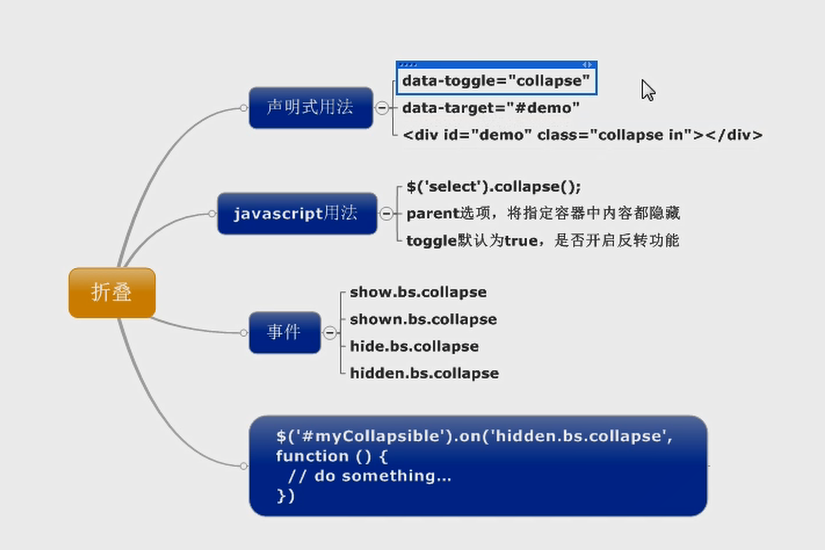 折叠
声明式用法
data-toggle="collapse"
data-target="#demo"
<div id="demo" class="collapse in"></div>
javascript用法
$('select').collapse();
parent选项，将指定容器中内容都隐藏
toggle默认为true，是否开启反转功能
事件
show.bs.collapse
shown.bs.collapse
hide.bs.collapse
hidden.bs.collapse
$('#myCollapsible').on('hidden.bs.collapse',
function () {
// do something…
})